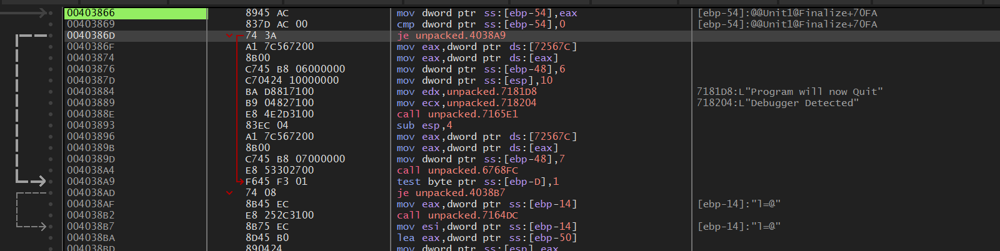 00403866 8945 AC mov dword ptr ss:[ebp-54],eax [ebp-54]:@@Unit1@Finalize+70FA
00403869 837D AC 00 cmp dword ptr ss:[ebp-54],0 [ebp-54]:@@Unit1@Finalize+70FA
0040386D 74 3A je unpacked.4038A9
0040386F A1 7C567200 mov eax,dword ptr ds:[72567C]
00403874 8B00 mov eax,dword ptr ds:[eax]
00403876 C745 B8 06000000 mov dword ptr ss:[ebp-48],6
0040387D C70424 10000000 mov dword ptr ss:[esp],10
00403884 BA D8817100 mov edx,unpacked.7181D8 7181D8:L"Program will now Quit"
00403889 B9 04827100 mov ecx,unpacked.718204 718204:L"Debugger Detected"
0040388E E8 4E2D3100 call unpacked.7165E1
00403893 83EC 04 sub esp,4
00403896 A1 7C567200 mov eax,dword ptr ds:[72567C]
0040389B 8B00 mov eax,dword ptr ds:[eax]
0040389D C745 B8 07000000 mov dword ptr ss:[ebp-48],7
004038A4 E8 53302700 call unpacked.6768FC
004038A9 F645 F3 01 test byte ptr ss:[ebp-D],1
004038AD 74 08 je unpacked.4038B7
004038AF 8B45 EC mov eax,dword ptr ss:[ebp-14] [ebp-14]:"l=@"
004038B2 E8 252C3100 call unpacked.7164DC
004038B7 8B75 EC mov esi,dword ptr ss:[ebp-14] [ebp-14]:"l=@"
004038BA 8D45 B0 lea eax,dword ptr ss:[ebp-50]
004038BD 890424 mov dword ptr ss:[esp],eax